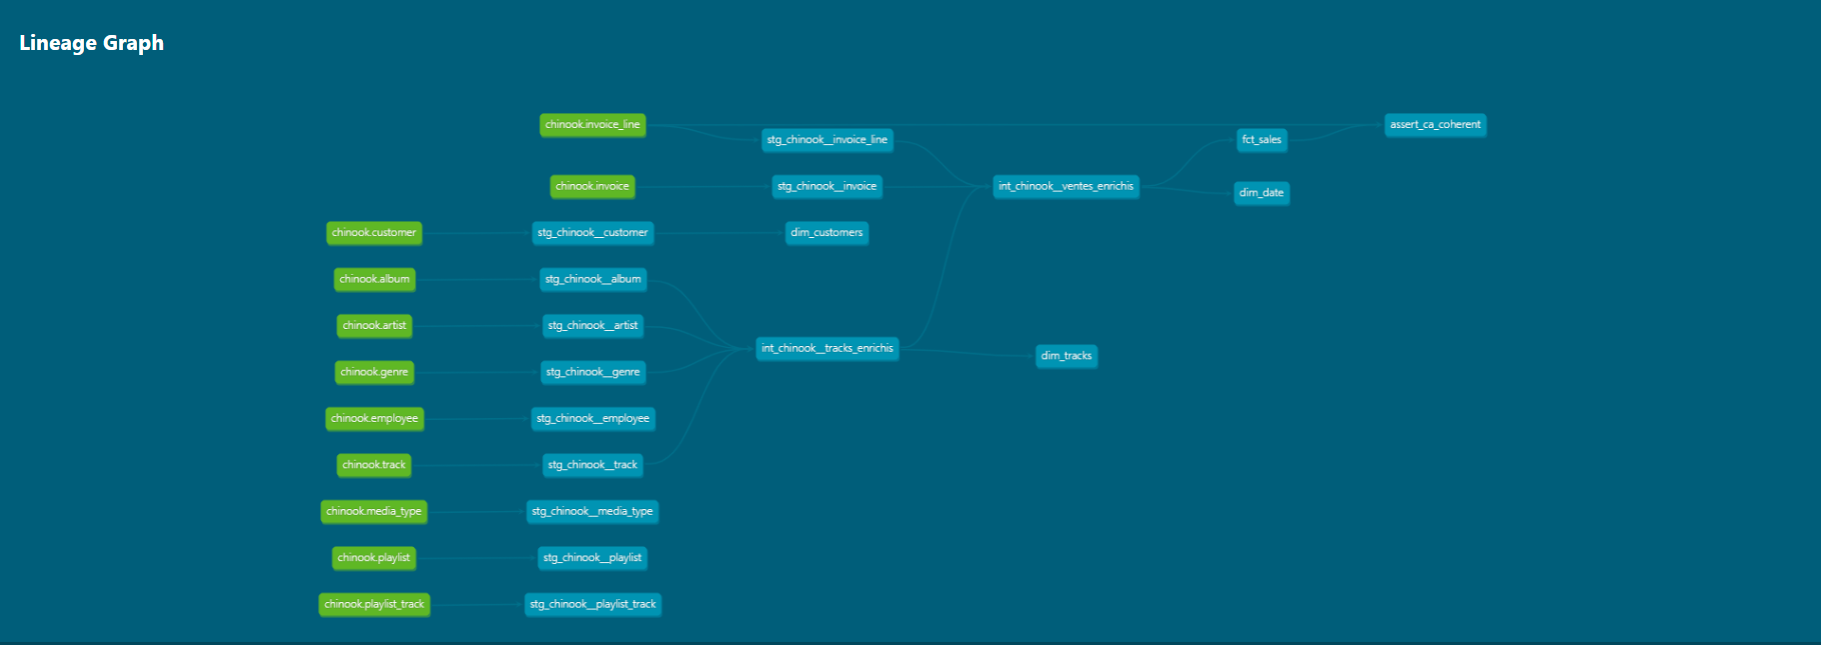 Lineage Graph
chinook.invoice_line
assert_ca_coherent
stg_chinook__invoice_line
fct_sales
chinook.invoice
stg_chinook__invoice
int_chinook__ventes_enrichis
dim_date
chinook.customer
stg_chinook__customer
dim_customers
chinook.album
stg_chinook__album
chinook.artist
stg_chinook__artist
int_chinook__tracks_enrichis
dim_tracks
chinook.genre
stg_chinook__genre
chinook.employee
stg_chinook__employee
chinook.track
stg_chinook__track
chinook.media_type
stg_chinook__media_type
chinook.playlist
stg_chinook__playlist
chinook.playlist_track
stg_chinook__playlist_track